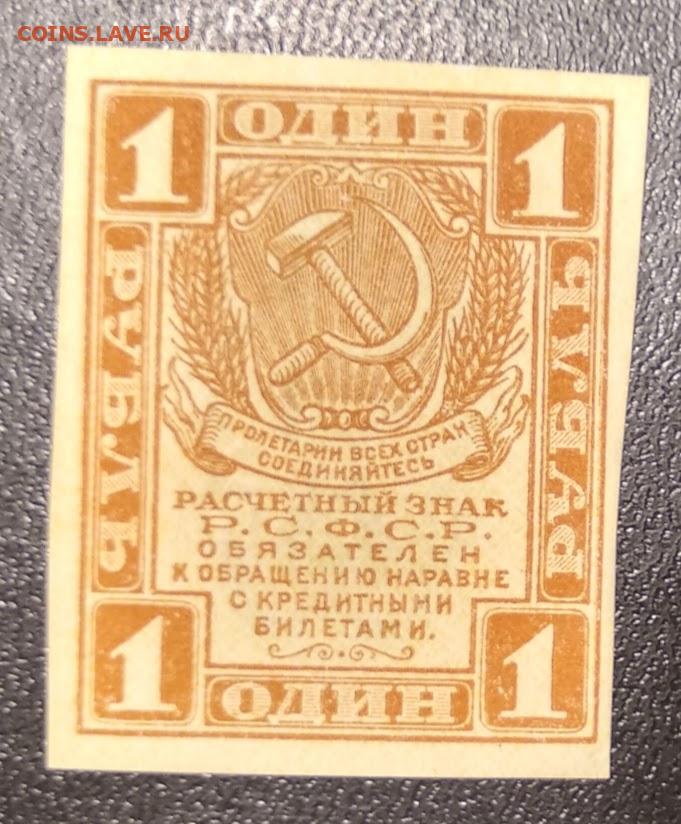 COINS.LAVE.RU
1 ОДИН 1
РУБЛЬ
РУБЛЬ
ПРОЛЕТАРИИ ВСЕХ СТРАН
СОЕДИНЯЙТЕСЬ
РАСЧЕТНЫЙ ЗНАК
Р.С.Ф.С.Р.
ОБЯЗАТЕЛЕН
К ОБРАЩЕНИЮ НАРАВНЕ
С КРЕДИТНЫМИ
БИЛЕТАМИ.
1 ОДИН 1